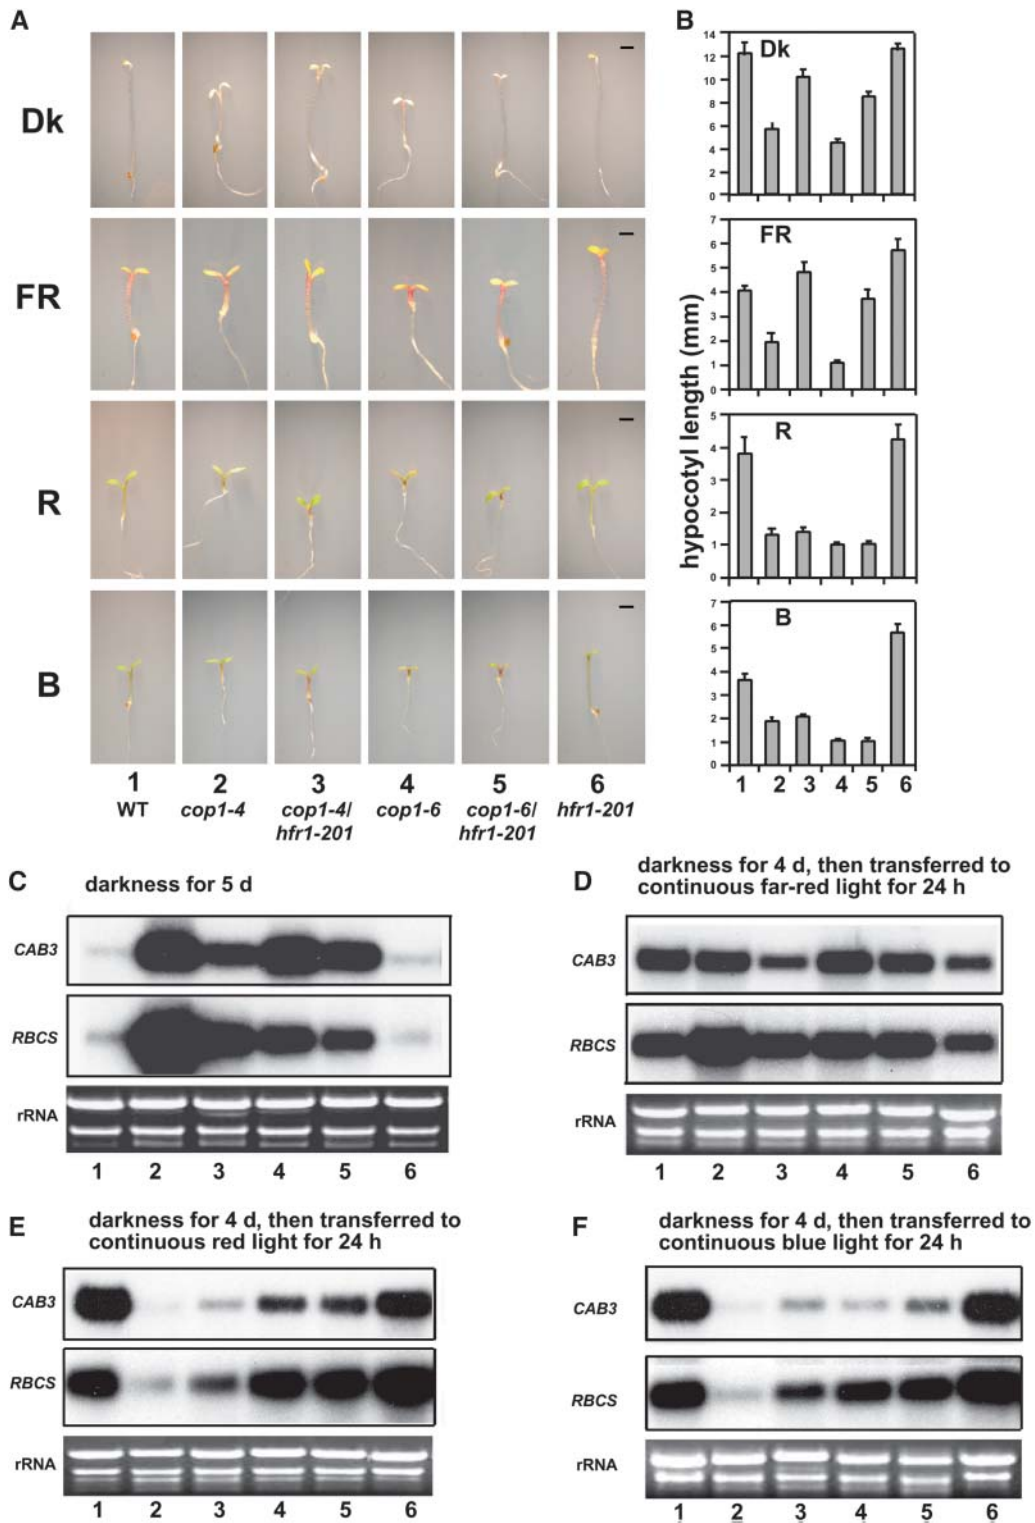 A
B
Dk
FR
R
B
1
2
3
4
5
6
WT
cop1-4
cop1-4/
hfr1-201
cop1-6
cop1-6/
hfr1-201
hfr1-201
hypocotyl length (mm)
Dk
14
12
10
8
6
4
2
0
FR
7
6
5
4
3
2
1
0
R
5
4
3
2
1
0
B
7
6
5
4
3
2
1
0
1 2 3 4 5 6
C
darkness for 5 d
CAB3
RBCS
rRNA
1 2 3 4 5 6
D
darkness for 4 d, then transferred to
continuous far-red light for 24 h
CAB3
RBCS
rRNA
1 2 3 4 5 6
E
darkness for 4 d, then transferred to
continuous red light for 24 h
CAB3
RBCS
rRNA
1 2 3 4 5 6
F
darkness for 4 d, then transferred to
continuous blue light for 24 h
CAB3
RBCS
rRNA
1 2 3 4 5 6